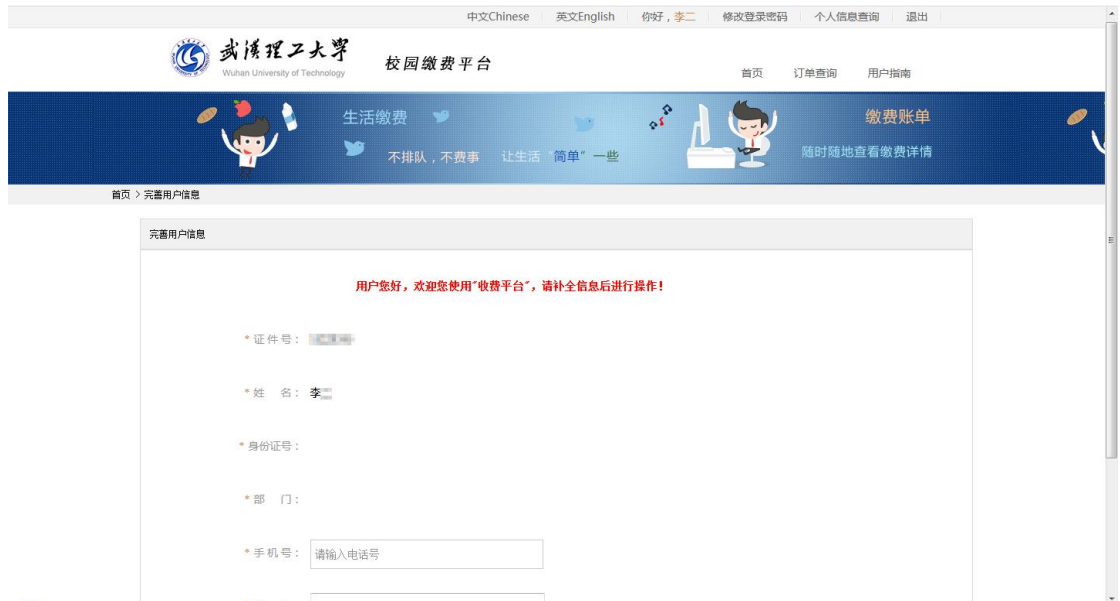 中文Chinese 英文English 你好，李二 修改登录密码 个人信息查询 退出
武汉理工大学 校园缴费平台
Wuhan University of Technology
首页 订单查询 用户指南
生活缴费 缴费账单
不排队，不费事 让生活“简单”一些 随时随地查看缴费详情
首页 > 完善用户信息
完善用户信息
用户您好，欢迎您使用"收费平台"，请补全信息后进行操作！
*证件号：
*姓 名： 李
*身份证号：
*部 门：
*手机号： 请输入电话号